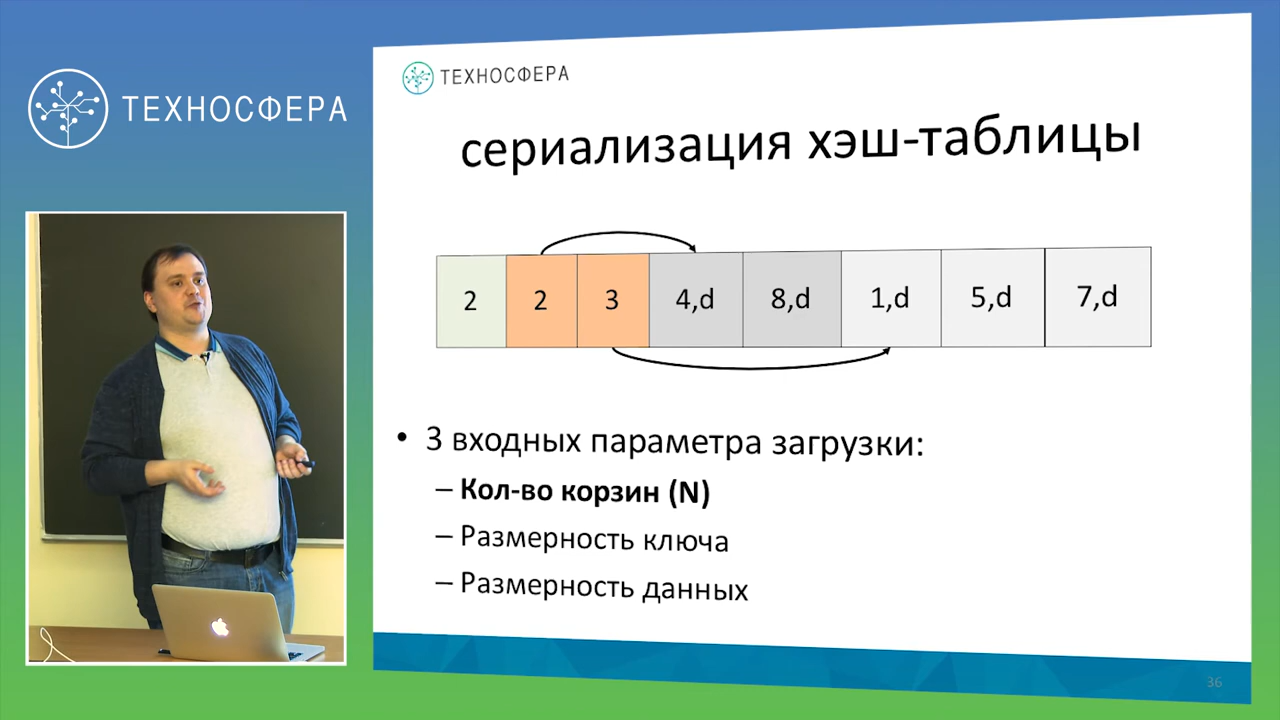 ТЕХНОСФЕРА
ТЕХНОСФЕРА
сериализация хэш-таблицы
2 2 3 4,d 8,d 1,d 5,d 7,d
• 3 входных параметра загрузки:
– Кол-во корзин (N)
– Размерность ключа
– Размерность данных
36